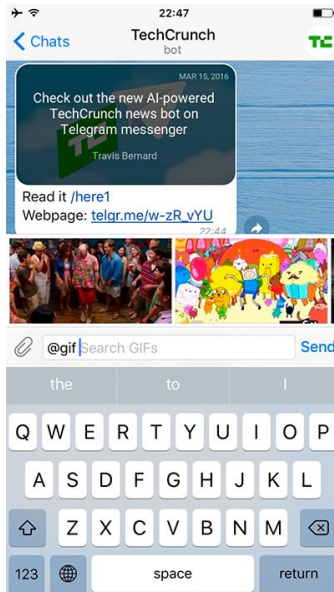 22:47
Chats
TechCrunch
bot
TC
MAR 15, 2016
Check out the new AI-powered
TechCrunch news bot on
Telegram messenger
Travis Bernard
Read it /here1
Webpage: telgr.me/w-zR_vYU
22:44
@gif Search GIFs
Send
the to I
Q W E R T Y U I O P
A S D F G H J K L
Z X C V B N M
123 space return